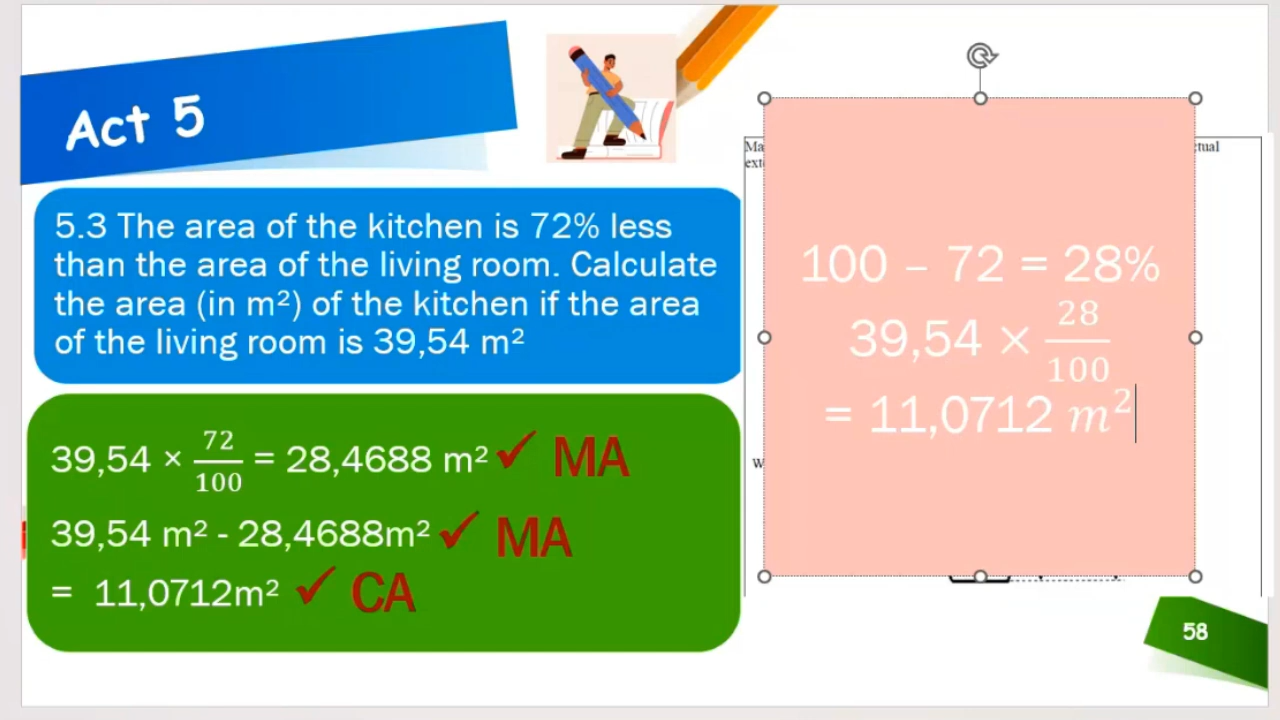 Act 5
5.3 The area of the kitchen is 72% less
than the area of the living room. Calculate
the area (in m²) of the kitchen if the area
of the living room is 39,54 m²
39,54 × 72/100 = 28,4688 m² ✓ MA
39,54 m² - 28,4688m² ✓ MA
= 11,0712m² ✓ CA
100 – 72 = 28%
39,54 × 28/100
= 11,0712 m²
58